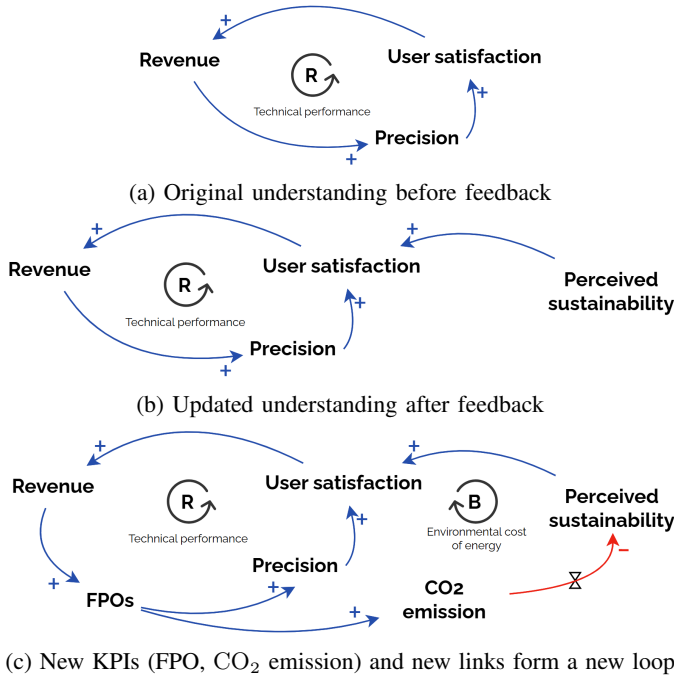 +
Revenue
User satisfaction
R
+
Technical performance
Precision
+
(a) Original understanding before feedback
+
+
Revenue
User satisfaction
Perceived
sustainability
R
+
Technical performance
Precision
+
(b) Updated understanding after feedback
+
+
Revenue
User satisfaction
Perceived
sustainability
R
B
+
Technical performance
Environmental cost
of energy
−
Precision
+
+
FPOs
CO2
emission
+
(c) New KPIs (FPO, CO₂ emission) and new links form a new loop